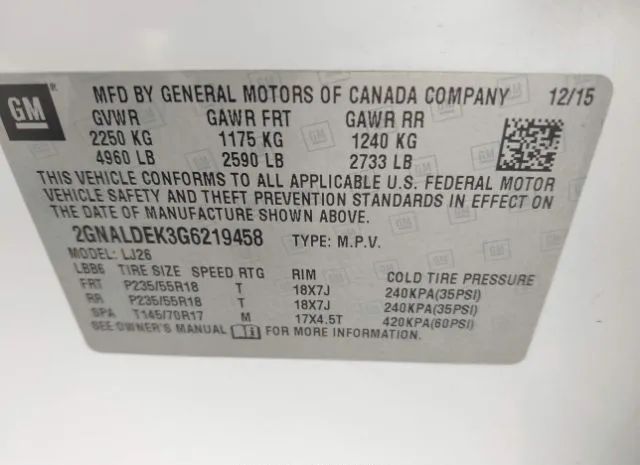 GM MFD BY GENERAL MOTORS OF CANADA COMPANY 12/15
GVWR GAWR FRT GAWR RR
2250 KG 1175 KG 1240 KG
4960 LB 2590 LB 2733 LB
THIS VEHICLE CONFORMS TO ALL APPLICABLE U.S. FEDERAL MOTOR
VEHICLE SAFETY AND THEFT PREVENTION STANDARDS IN EFFECT ON
THE DATE OF MANUFACTURE SHOWN ABOVE.
2GNALDEK3G6219458 TYPE: M.P.V.
MODEL: LJ26
LBB6 TIRE SIZE SPEED RTG RIM COLD TIRE PRESSURE
FRT P235/55R18 T 18X7J 240KPA(35PSI)
RR P235/55R18 T 18X7J 240KPA(35PSI)
SPA T145/70R17 M 17X4.5T 420KPA(60PSI)
SEE OWNER'S MANUAL FOR MORE INFORMATION.